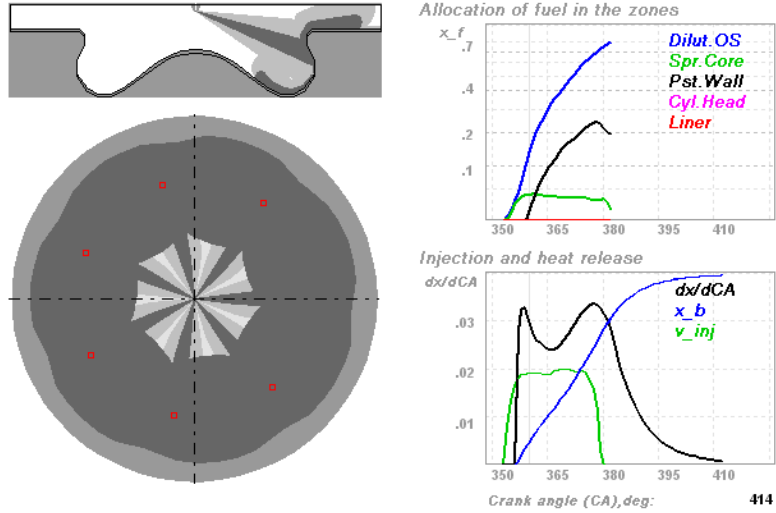 Allocation of fuel in the zones
x_f
.7
.4
.2
.1
Dilut.OS
Spr.Core
Pst.Wall
Cyl.Head
Liner
350 365 380 395 410
Injection and heat release
dx/dCA
.03
.02
.01
dx/dCA
x_b
v_inj
350 365 380 395 410
Crank angle (CA),deg: 414